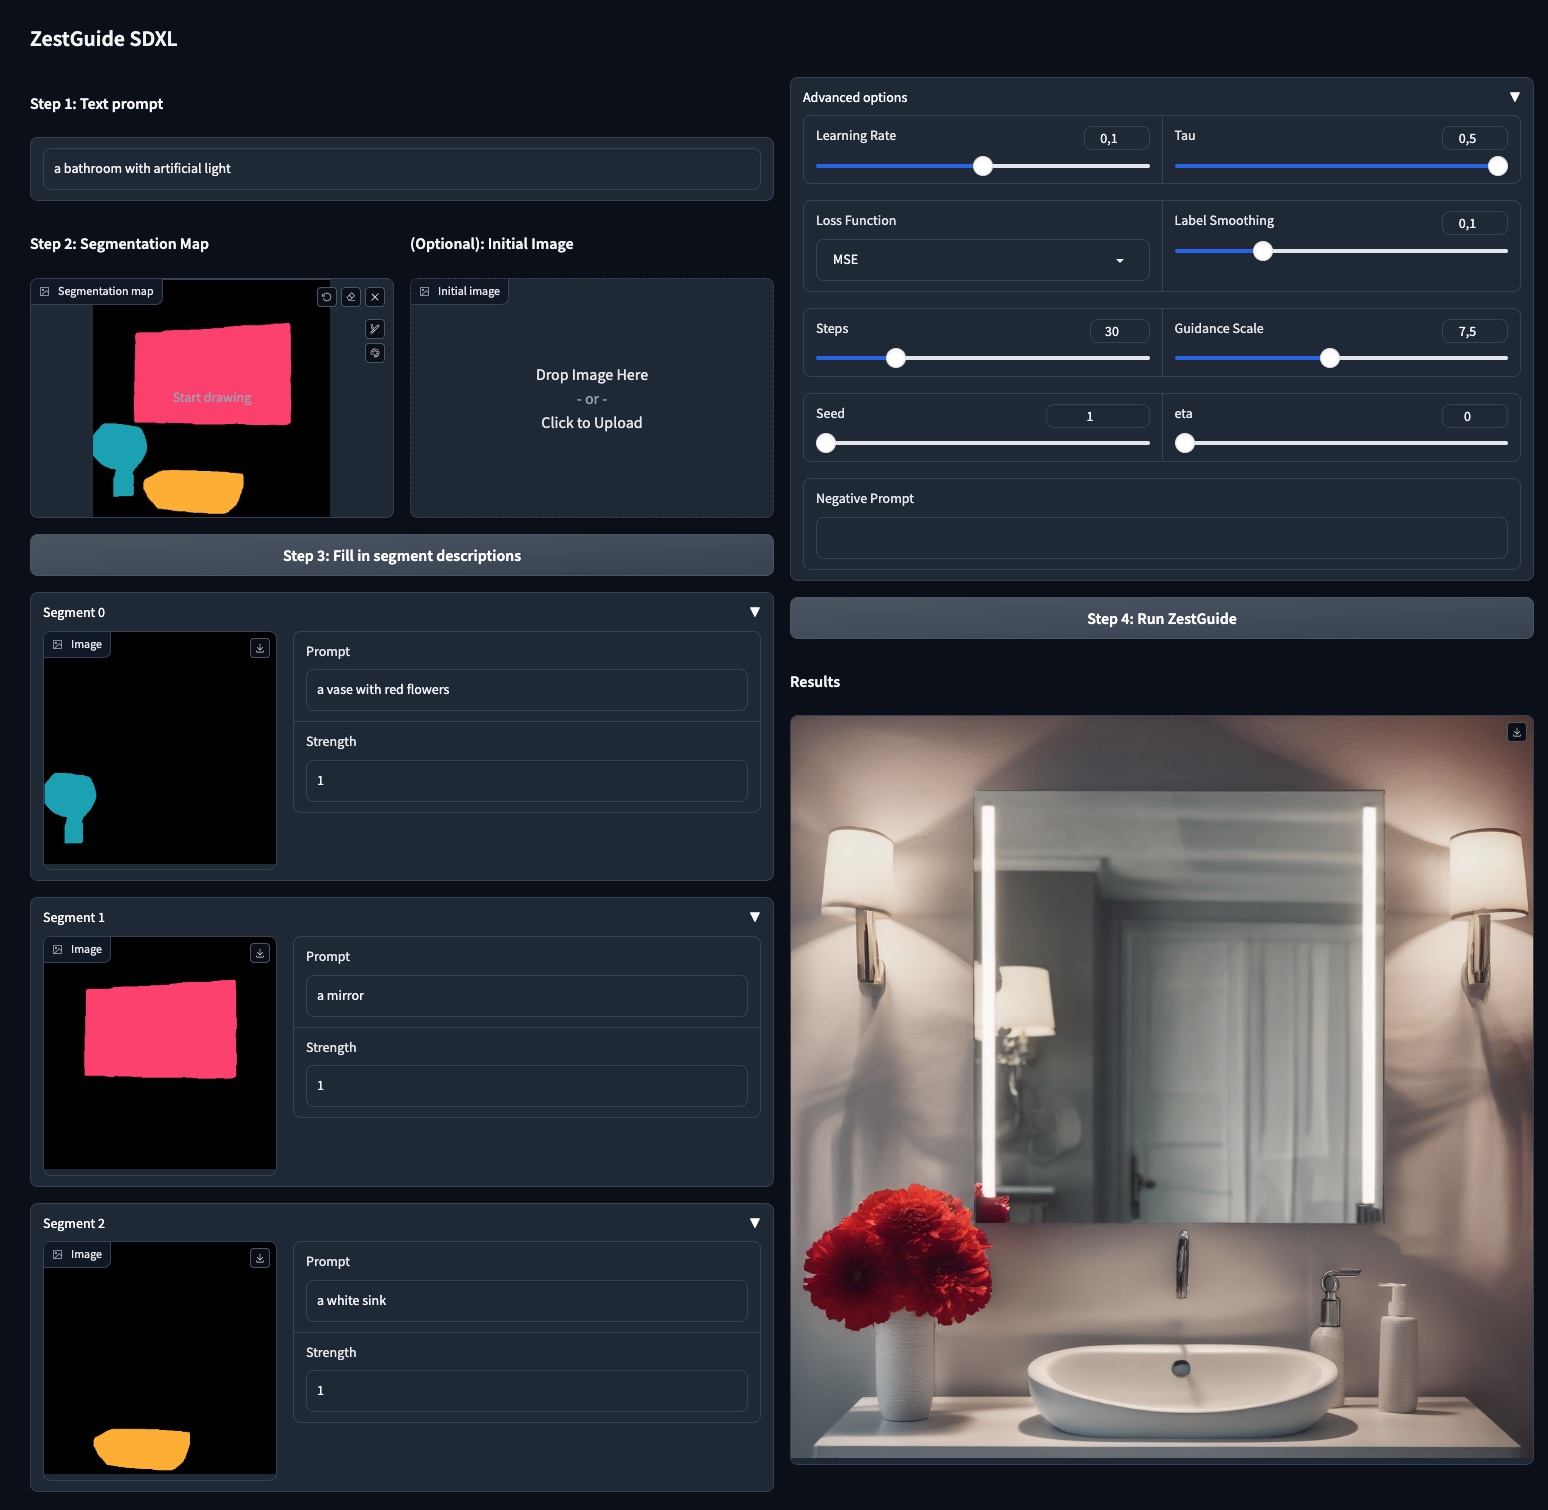 ZestGuide SDXL
Step 1: Text prompt
a bathroom with artificial light
Step 2: Segmentation Map
(Optional): Initial Image
Segmentation map
Start drawing
Initial image
Drop Image Here
- or -
Click to Upload
Step 3: Fill in segment descriptions
Segment 0
▼
Image
Prompt
a vase with red flowers
Strength
1
Segment 1
▼
Image
Prompt
a mirror
Strength
1
Segment 2
▼
Image
Prompt
a white sink
Strength
1
Advanced options
▼
Learning Rate
0,1
Tau
0,5
Loss Function
MSE
Label Smoothing
0,1
Steps
30
Guidance Scale
7,5
Seed
1
eta
0
Negative Prompt
Step 4: Run ZestGuide
Results